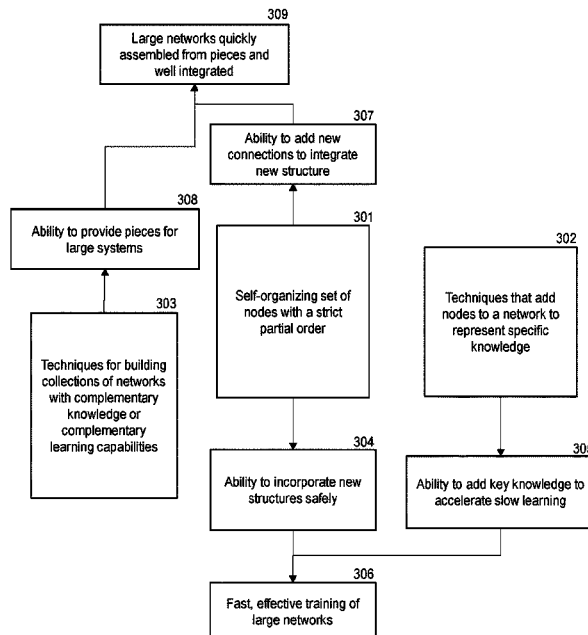 309
Large networks quickly
assembled from pieces and
well integrated
307
Ability to add new
connections to integrate
new structure
308
Ability to provide pieces for
large systems
301
Self-organizing set of
nodes with a strict
partial order
302
Techniques that add
nodes to a network to
represent specific
knowledge
303
Techniques for building
collections of networks
with complementary
knowledge or
complementary
learning capabilities
304
Ability to incorporate new
structures safely
305
Ability to add key knowledge to
accelerate slow learning
306
Fast, effective training of
large networks